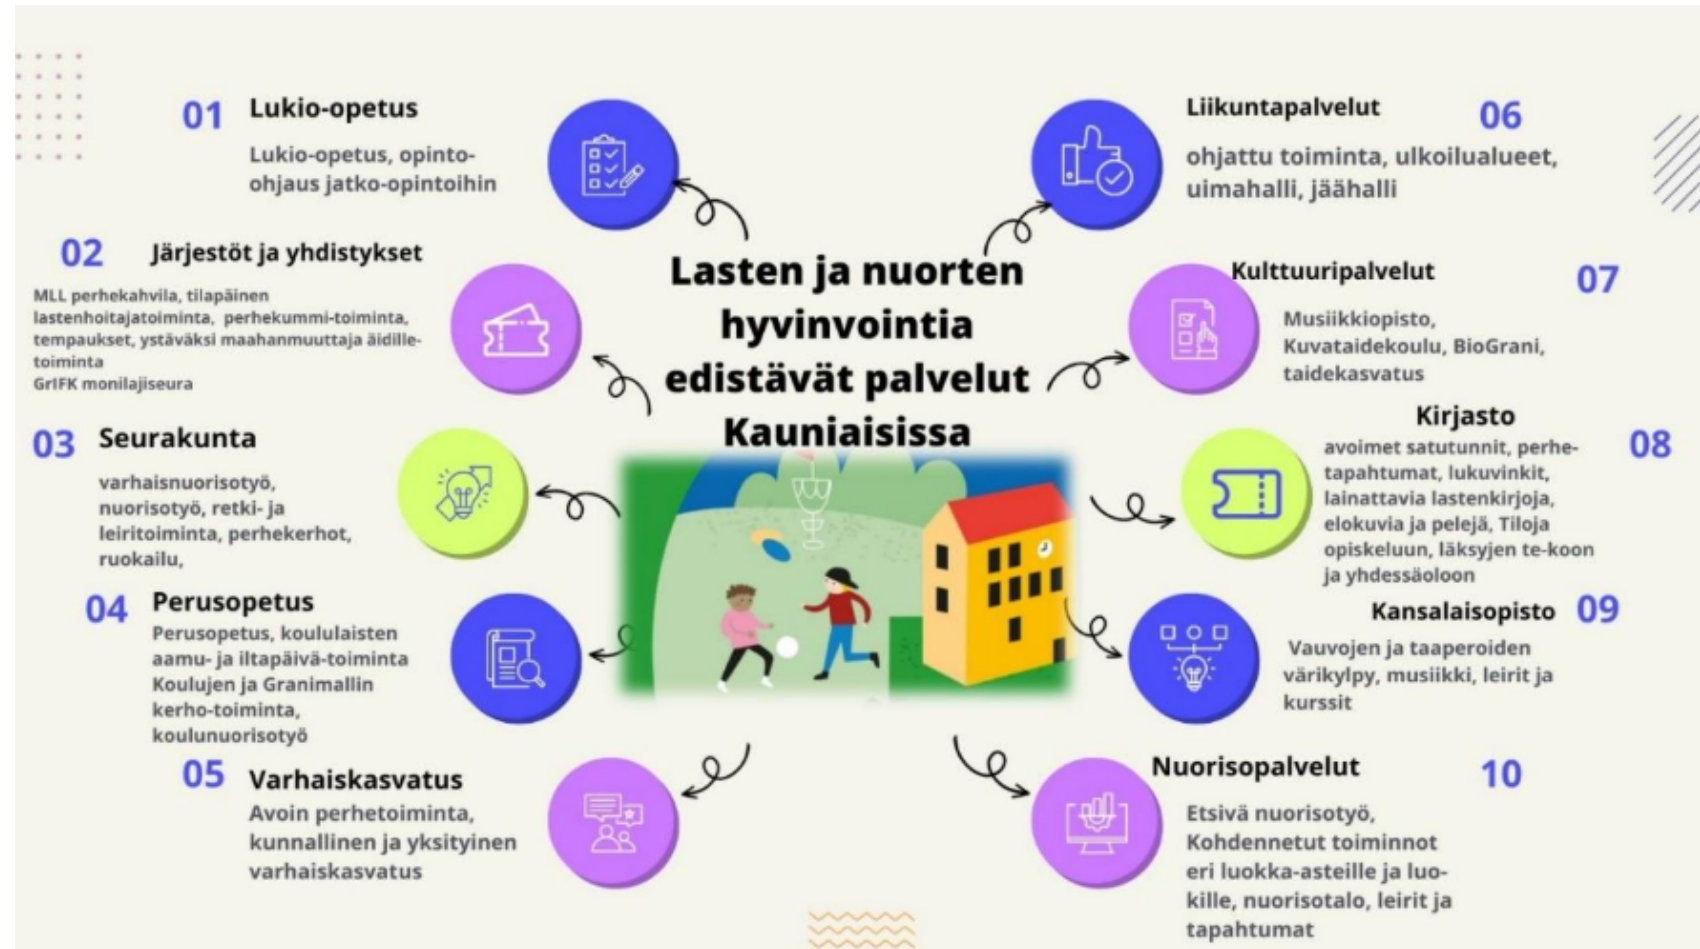 01
Lukio-opetus
Lukio-opetus, opinto-
ohjaus jatko-opintoihin
02
Järjestöt ja yhdistykset
MLL perhekahvila, tilapäinen
lastenhoitajatoiminta, perhekummi-toiminta,
tempaukset, ystäväksi maahanmuuttaja äidille-
toiminta
GrIFK monilajiseura
03
Seurakunta
varhaisnuorisotyö,
nuorisotyö, retki- ja
leiritoiminta, perhekerhot,
ruokailu,
04
Perusopetus
Perusopetus, koululaisten
aamu- ja iltapäivä-toiminta
Koulujen ja Granimallin
kerho-toiminta,
koulunuorisotyö
05
Varhaiskasvatus
Avoin perhetoiminta,
kunnallinen ja yksityinen
varhaiskasvatus
Lasten ja nuorten
hyvinvointia
edistävät palvelut
Kauniaisissa
Liikuntapalvelut
06
ohjattu toiminta, ulkoilualueet,
uimahalli, jäähalli
Kulttuuripalvelut
07
Musiikkiopisto,
Kuvataidekoulu, BioGrani,
taidekasvatus
Kirjasto
08
avoimet satutunnit, perhe-
tapahtumat, lukuvinkit,
lainattavia lastenkirjoja,
elokuvia ja pelejä, Tiloja
opiskeluun, läksyjen te-koon
ja yhdessäoloon
Kansalaisopisto
09
Vauvojen ja taaperoiden
värikylpy, musiikki, leirit ja
kurssit
Nuorisopalvelut
10
Etsivä nuorisotyö,
Kohdennetut toiminnot
eri luokka-asteille ja luo-
kille, nuorisotalo, leirit ja
tapahtumat